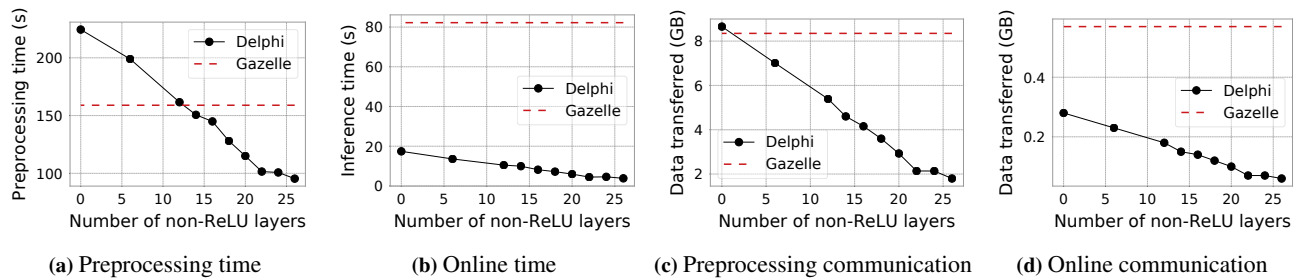 Preprocessing time (s)
250
200
150
100
Delphi
Gazelle
0 5 10 15 20 25
Number of non-ReLU layers
(a) Preprocessing time
Inference time (s)
80
60
40
20
0
Delphi
Gazelle
0 5 10 15 20 25
Number of non-ReLU layers
(b) Online time
Data transferred (GB)
8
6
4
2
Delphi
Gazelle
0 5 10 15 20 25
Number of non-ReLU layers
(c) Preprocessing communication
Data transferred (GB)
0.4
0.2
Delphi
Gazelle
0 5 10 15 20 25
Number of non-ReLU layers
(d) Online communication